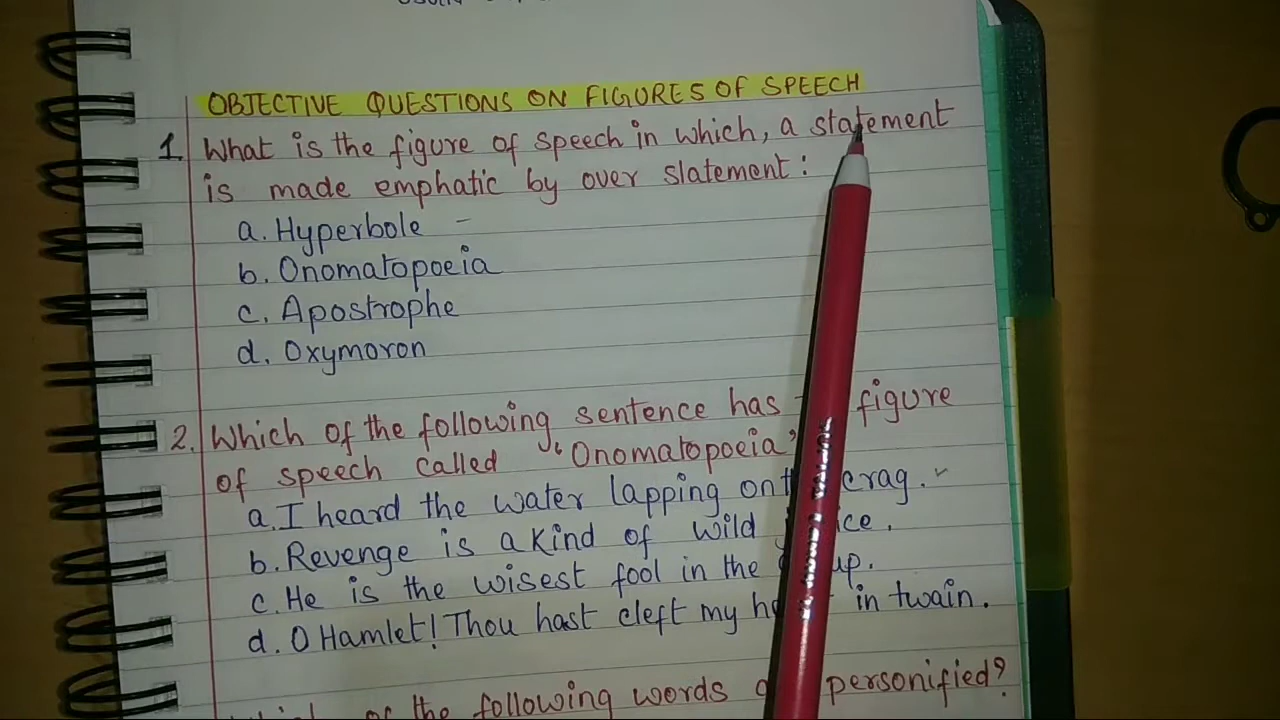 OBJECTIVE QUESTIONS ON FIGURES OF SPEECH
1. What is the figure of speech in which, a statement
is made emphatic by over slatement:
a. Hyperbole -
b. Onomatopoeia
c. Apostrophe
d. Oxymoron
2. Which of the following sentence has figure
of speech called "Onomatopoeia"
a. I heard the water lapping crag.
b. Revenge is a kind of wild
c. He is the wisest fool in the
d. O Hamlet! Thou hast cleft my in twain.
of the following words personified?